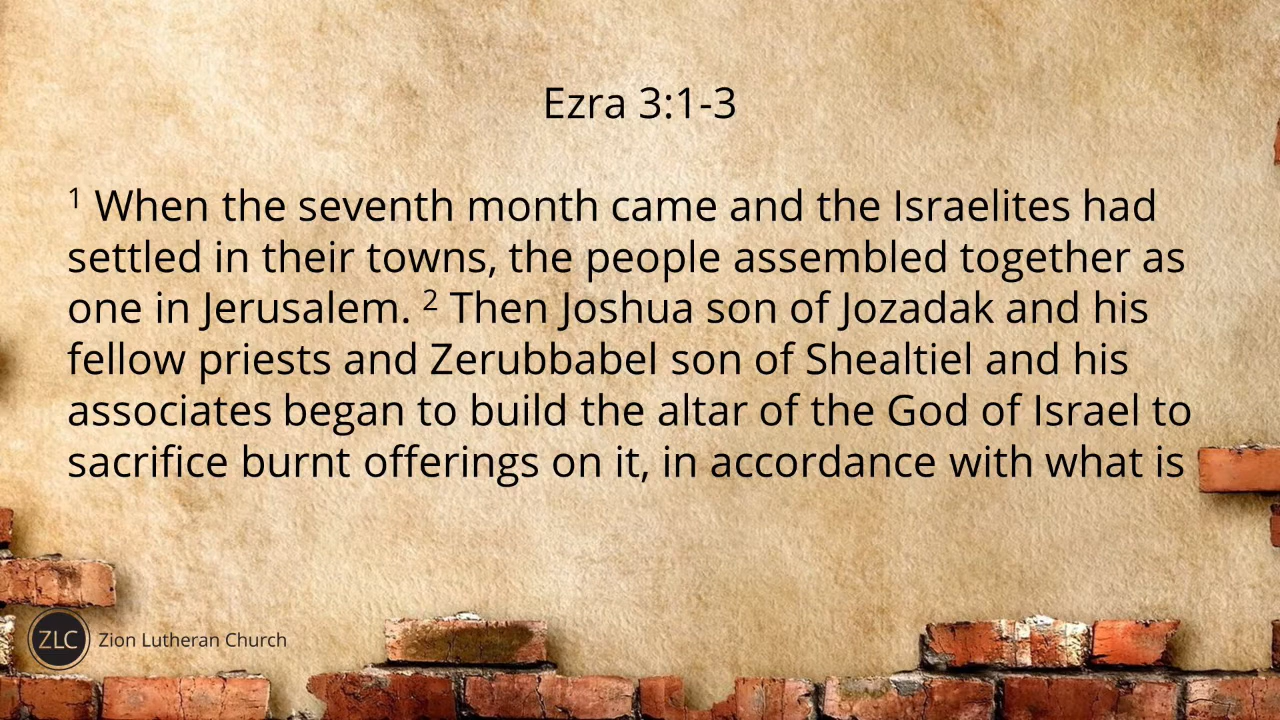 Ezra 3:1-3
1 When the seventh month came and the Israelites had
settled in their towns, the people assembled together as
one in Jerusalem. 2 Then Joshua son of Jozadak and his
fellow priests and Zerubbabel son of Shealtiel and his
associates began to build the altar of the God of Israel to
sacrifice burnt offerings on it, in accordance with what is
ZLC Zion Lutheran Church